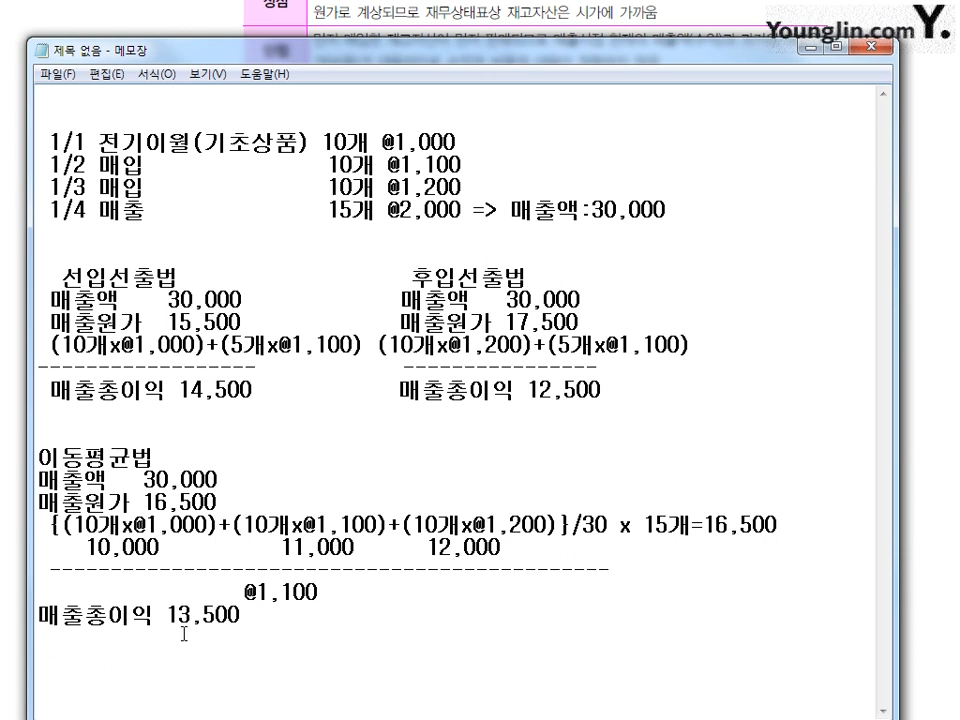 장점
원가로 계상되므로 재무상태표상 재고자산은 시가에 가까움
YoungJin.com Y.
제목 없음 - 메모장
파일(F) 편집(E) 서식(O) 보기(V) 도움말(H)
1/1 전기이월(기초상품) 10개 @1,000
1/2 매입 10개 @1,100
1/3 매입 10개 @1,200
1/4 매출 15개 @2,000 => 매출액:30,000
선입선출법 후입선출법
매출액 30,000 매출액 30,000
매출원가 15,500 매출원가 17,500
(10개x@1,000)+(5개x@1,100) (10개x@1,200)+(5개x@1,100)
------------------ ----------------
매출총이익 14,500 매출총이익 12,500
이동평균법
매출액 30,000
매출원가 16,500
{(10개x@1,000)+(10개x@1,100)+(10개x@1,200)}/30 x 15개=16,500
10,000 11,000 12,000
----------------------------------------------
@1,100
매출총이익 13,500